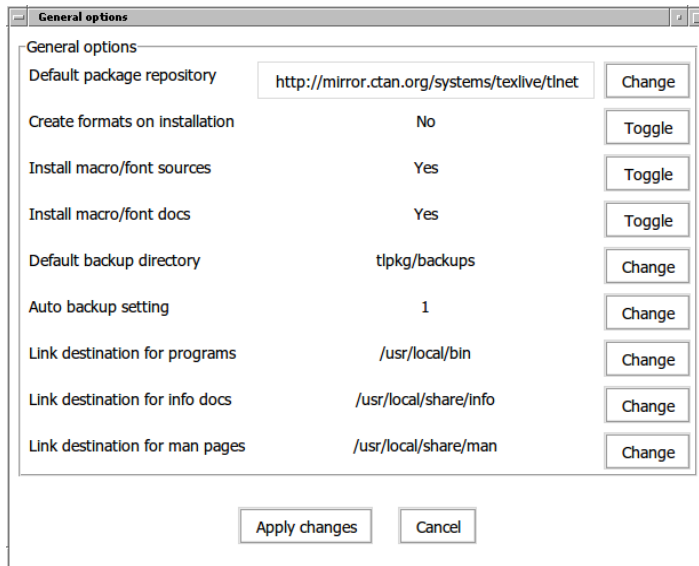 General options
General options
Default package repository http://mirror.ctan.org/systems/texlive/tlnet Change
Create formats on installation No Toggle
Install macro/font sources Yes Toggle
Install macro/font docs Yes Toggle
Default backup directory tlpkg/backups Change
Auto backup setting 1 Change
Link destination for programs /usr/local/bin Change
Link destination for info docs /usr/local/share/info Change
Link destination for man pages /usr/local/share/man Change
Apply changes Cancel